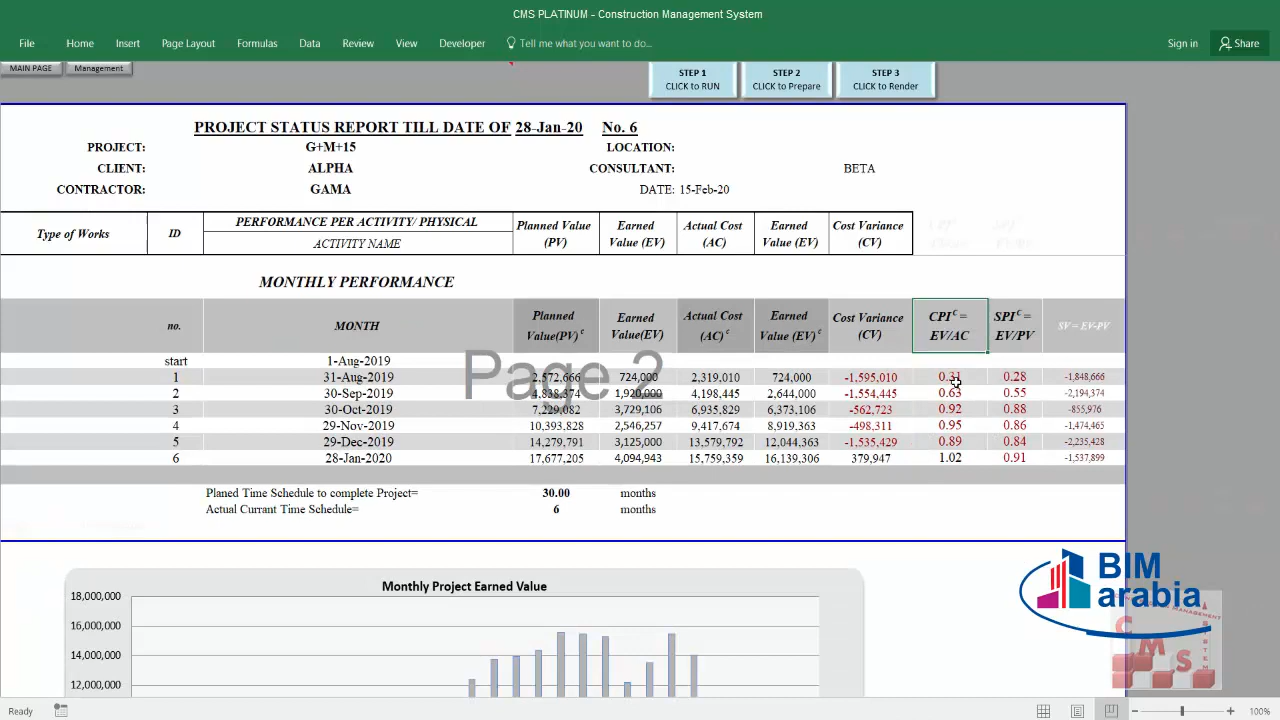 CMS PLATINUM - Construction Management System
File Home Insert Page Layout Formulas Data Review View Developer Tell me what you want to do... Sign in Share
MAIN PAGE Management
STEP 1 STEP 2 STEP 3
CLICK to RUN CLICK to Prepare CLICK to Render
PROJECT STATUS REPORT TILL DATE OF 28-Jan-20 No. 6
PROJECT: G+M+15 LOCATION:
CLIENT: ALPHA CONSULTANT: BETA
CONTRACTOR: GAMA DATE: 15-Feb-20
Type of Works ID PERFORMANCE PER ACTIVITY/ PHYSICAL Planned Value (PV) Earned Value (EV) Actual Cost (AC) Earned Value (EV) Cost Variance (CV)
ACTIVITY NAME
MONTHLY PERFORMANCE
no. MONTH Planned Value(PV) c Earned Value(EV) Actual Cost (AC) c Earned Value (EV) c Cost Variance (CV) CPI c = EV/AC SPI c = EV/PV SV = EV-PV
start 1-Aug-2019
1 31-Aug-2019 2,572,666 724,000 2,319,010 724,000 -1,595,010 0.31 0.28 -1,848,666
2 30-Sep-2019 4,838,374 1,920,000 4,198,445 2,644,000 -1,554,445 0.63 0.55 -2,194,374
3 30-Oct-2019 7,229,082 3,729,106 6,935,829 6,373,106 -562,723 0.92 0.88 -855,976
4 29-Nov-2019 10,393,828 2,546,257 9,417,674 8,919,363 -498,311 0.95 0.86 -1,474,465
5 29-Dec-2019 14,279,791 3,125,000 13,579,792 12,044,363 -1,535,429 0.89 0.84 -2,235,428
6 28-Jan-2020 17,677,205 4,094,943 15,759,359 16,139,306 379,947 1.02 0.91 -1,537,899
Page 2
Planed Time Schedule to complete Project= 30.00 months
Actual Currant Time Schedule= 6 months
Monthly Project Earned Value
18,000,000
16,000,000
14,000,000
12,000,000
BIM
arabia
CMS
Ready 100%